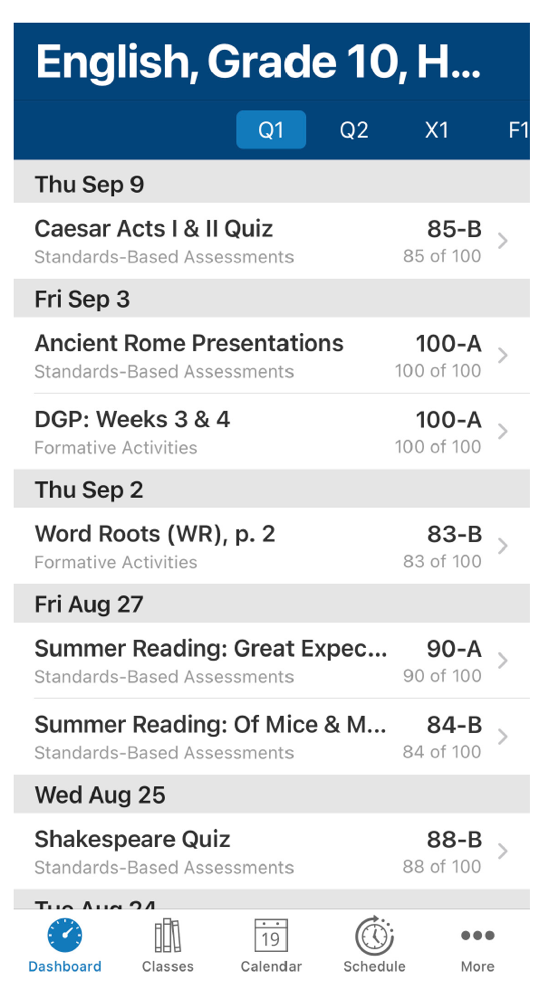 English, Grade 10, H...
Q1 Q2 X1 F1
Thu Sep 9
Caesar Acts I & II Quiz 85-B
Standards-Based Assessments 85 of 100
Fri Sep 3
Ancient Rome Presentations 100-A
Standards-Based Assessments 100 of 100
DGP: Weeks 3 & 4 100-A
Formative Activities 100 of 100
Thu Sep 2
Word Roots (WR), p. 2 83-B
Formative Activities 83 of 100
Fri Aug 27
Summer Reading: Great Expec... 90-A
Standards-Based Assessments 90 of 100
Summer Reading: Of Mice & M... 84-B
Standards-Based Assessments 84 of 100
Wed Aug 25
Shakespeare Quiz 88-B
Standards-Based Assessments 88 of 100
Tue Aug 24
19
Dashboard Classes Calendar Schedule More